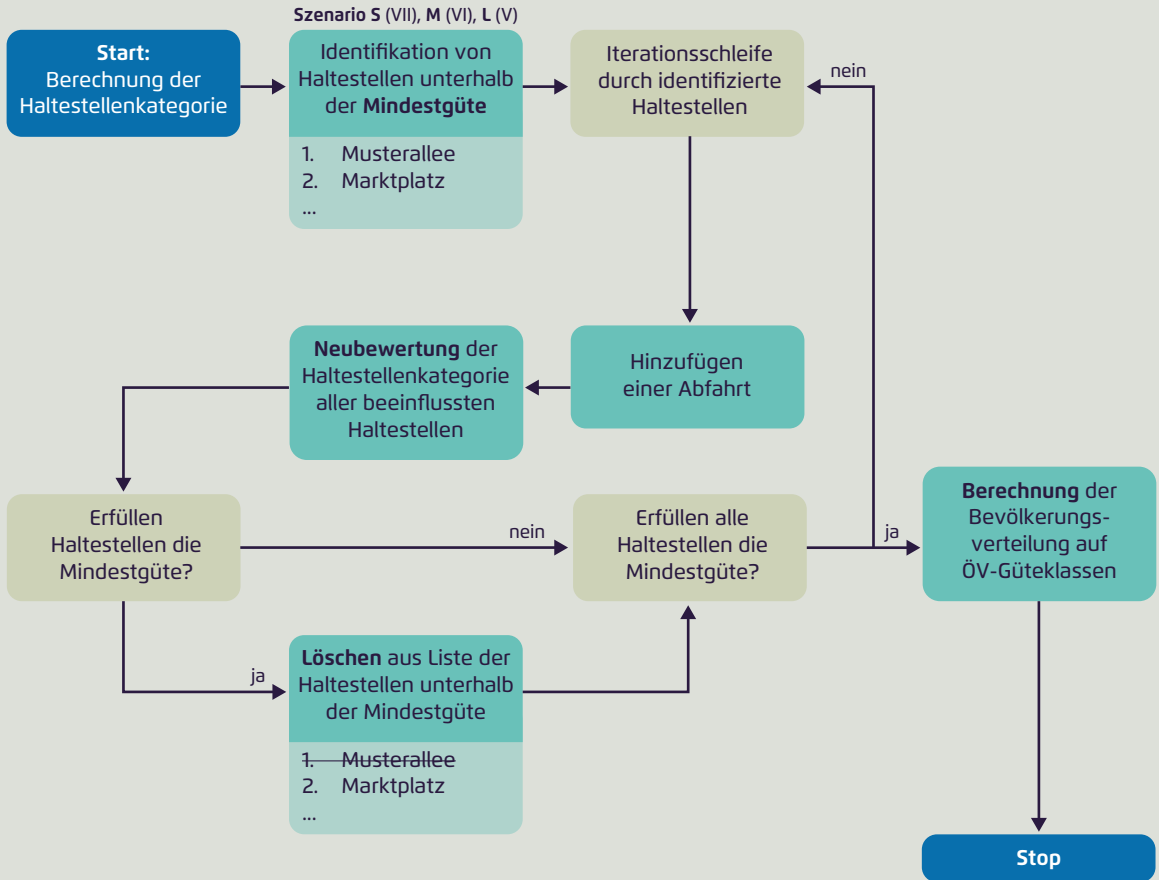 Szenario S (VII), M (VI), L (V)
Start:
Berechnung der
Haltestellenkategorie
Identifikation von
Haltestellen unterhalb
der Mindestgüte
1. Musterallee
2. Marktplatz
...
Iterationsschleife
durch identifizierte
Haltestellen
nein
Neubewertung der
Haltestellenkategorie
aller beeinflussten
Haltestellen
Hinzufügen
einer Abfahrt
Erfüllen
Haltestellen die
Mindestgüte?
nein
Erfüllen alle
Haltestellen die
Mindestgüte?
ja
Berechnung der
Bevölkerungs-
verteilung auf
ÖV-Güteklassen
ja
Löschen aus Liste der
Haltestellen unterhalb
der Mindestgüte
1. Musterallee
2. Marktplatz
...
Stop